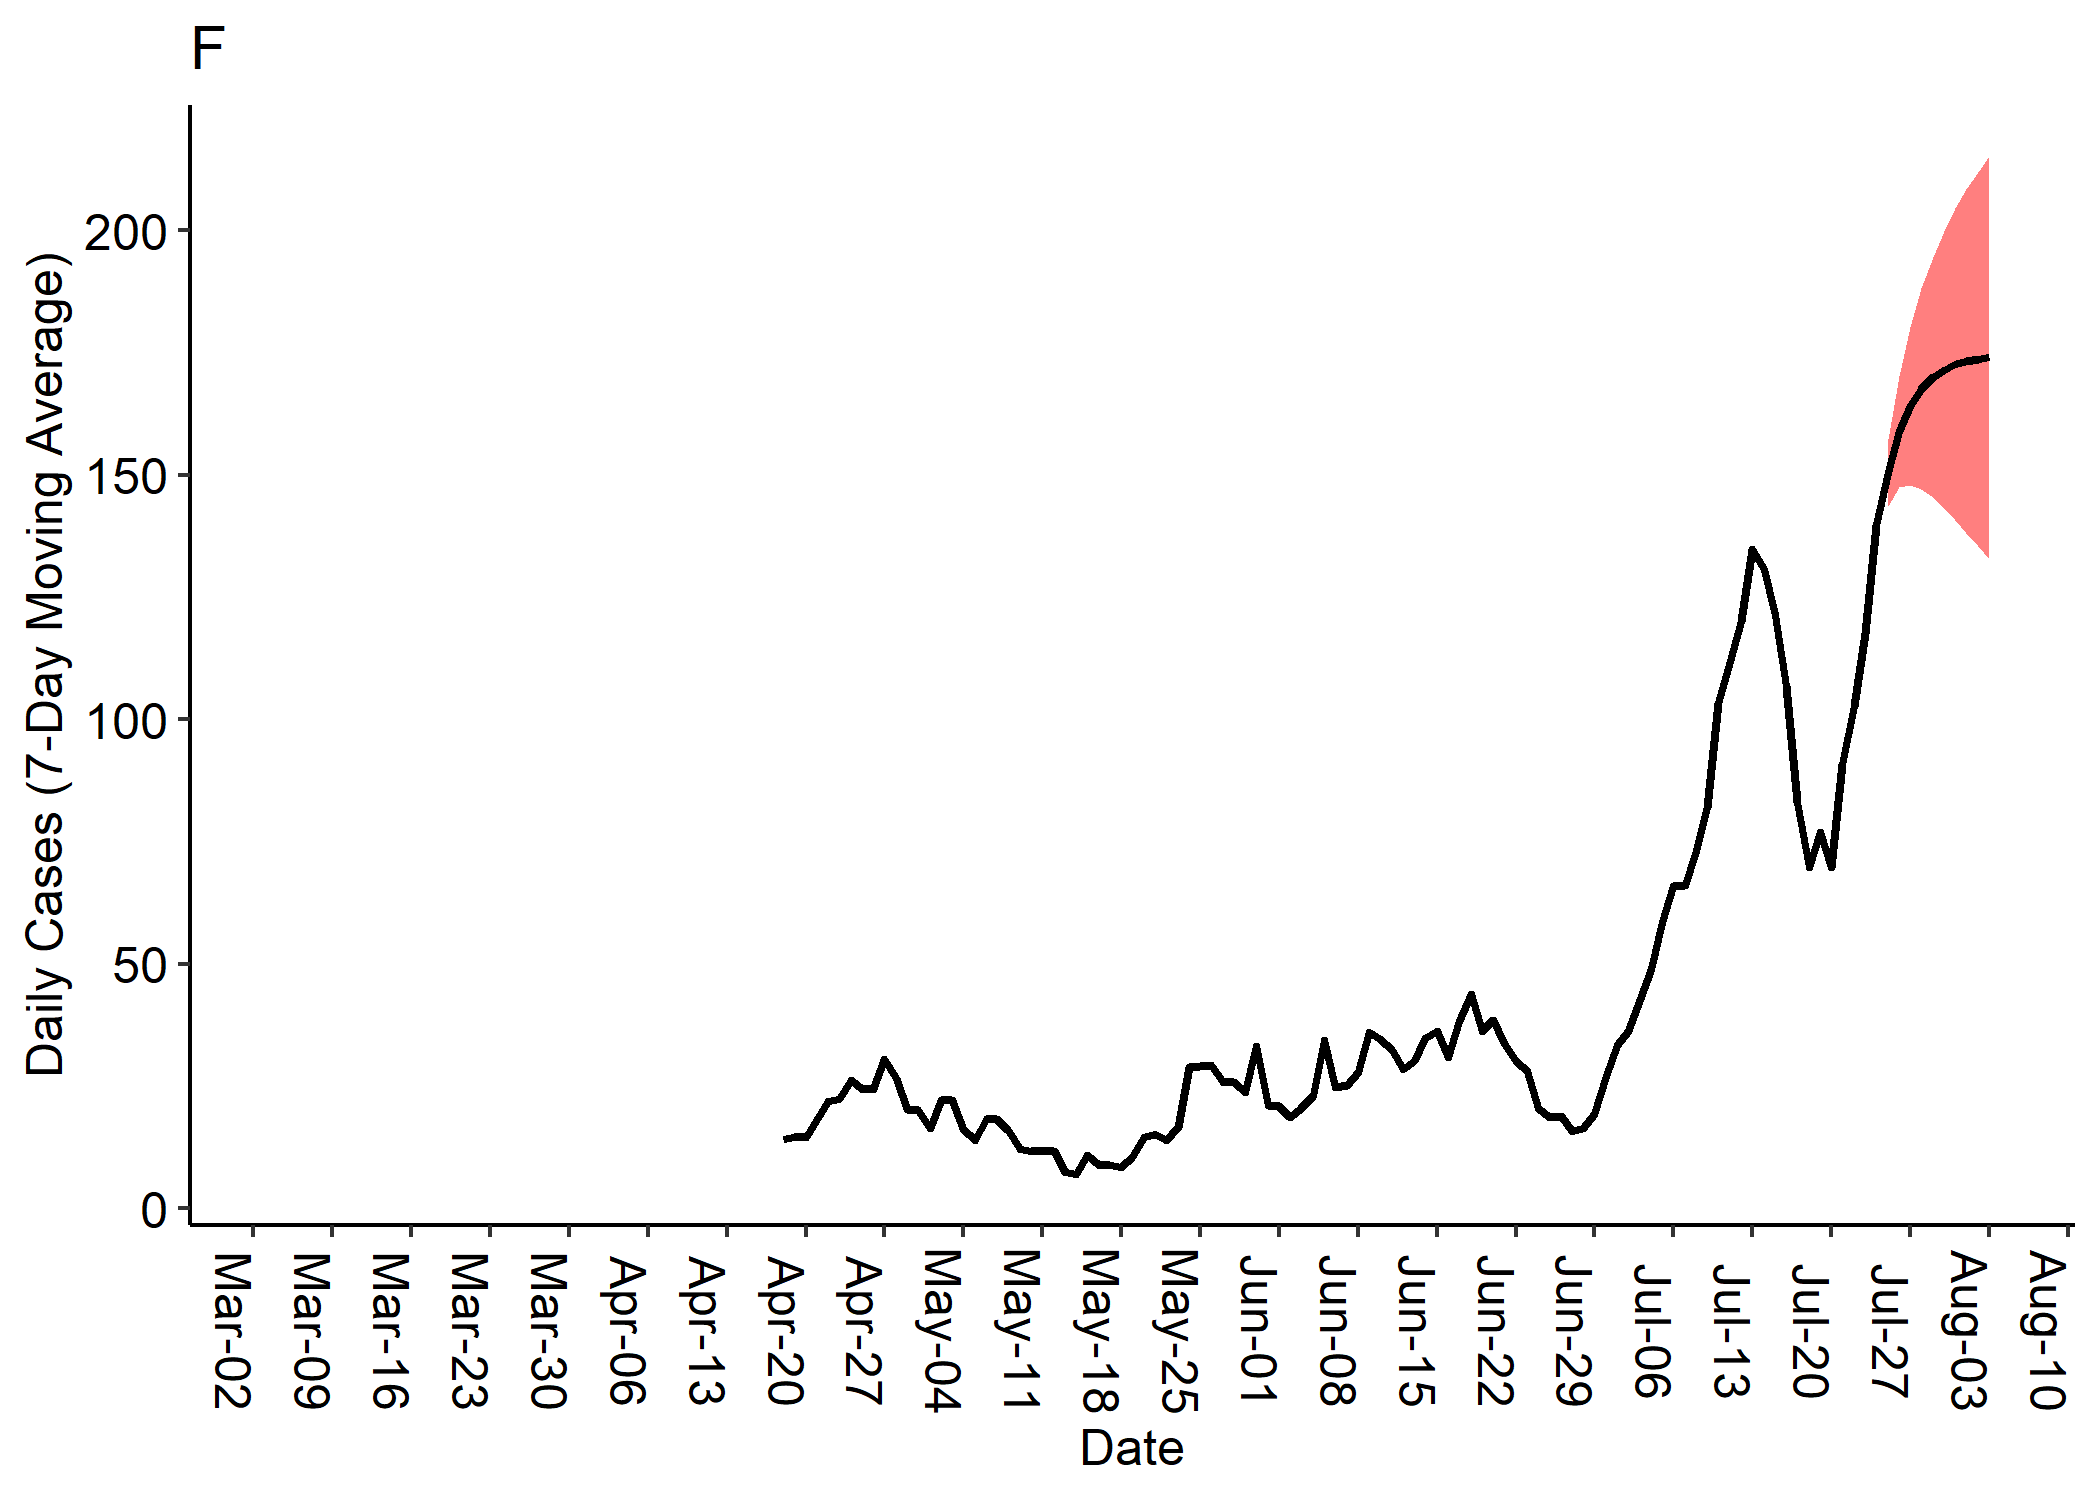 F
Daily Cases (7-Day Moving Average)
200
150
100
50
0
Mar-02
Mar-09
Mar-16
Mar-23
Mar-30
Apr-06
Apr-13
Apr-20
Apr-27
May-04
May-11
May-18
May-25
Jun-01
Jun-08
Jun-15
Jun-22
Jun-29
Jul-06
Jul-13
Jul-20
Jul-27
Aug-03
Aug-10
Date